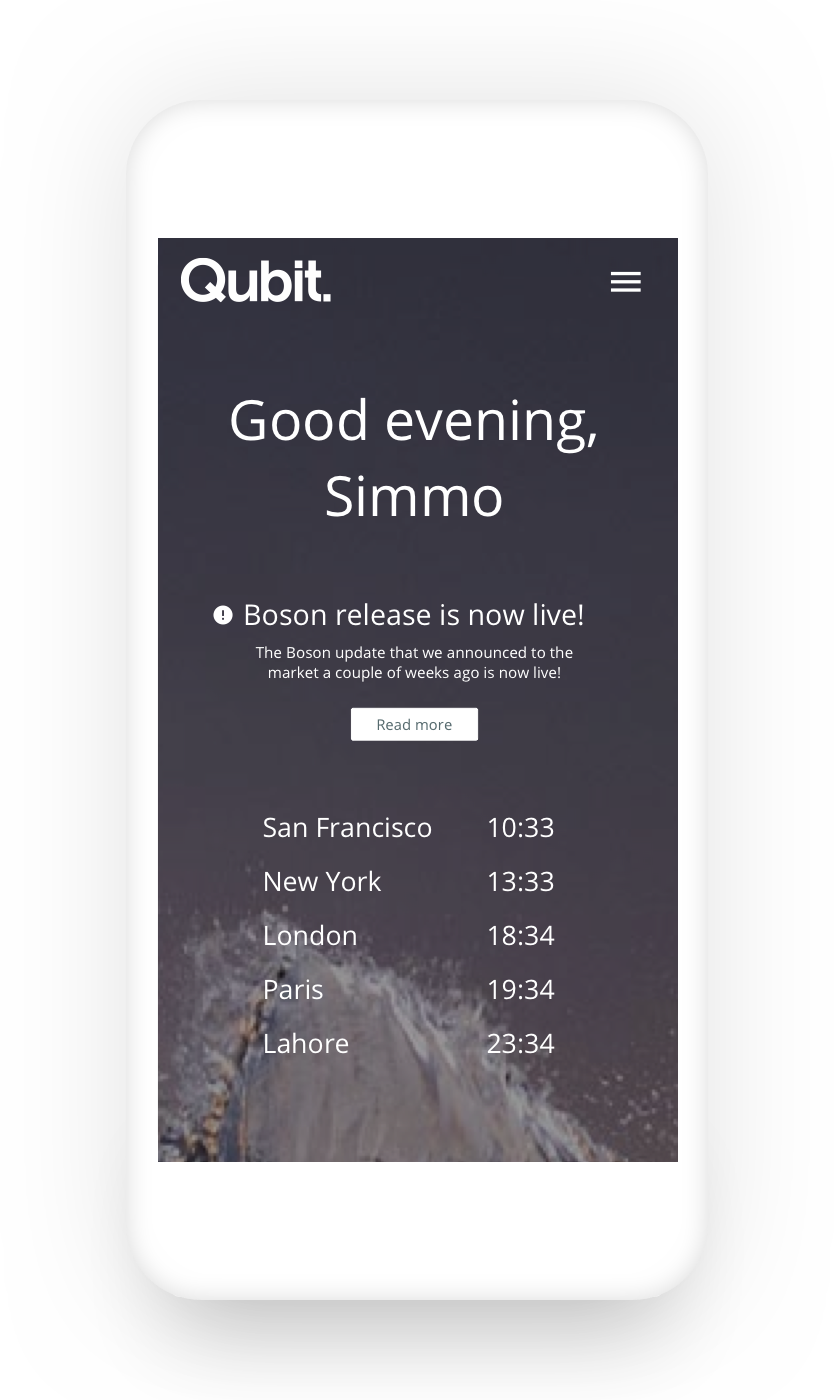 Qubit.
Good evening,
Simmo
Boson release is now live!
The Boson update that we announced to the
market a couple of weeks ago is now live!
Read more
San Francisco 10:33
New York 13:33
London 18:34
Paris 19:34
Lahore 23:34